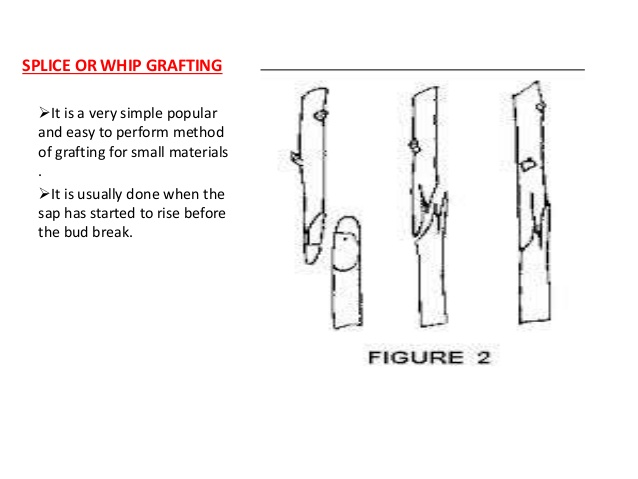 SPLICE OR WHIP GRAFTING
➢It is a very simple popular
and easy to perform method
of grafting for small materials
.
➢It is usually done when the
sap has started to rise before
the bud break.
FIGURE 2